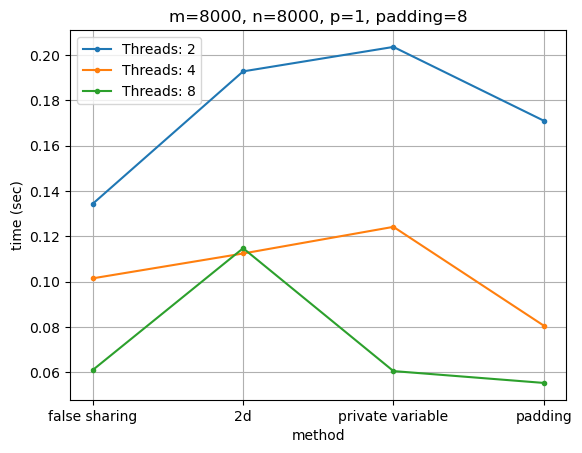 m=8000, n=8000, p=1, padding=8
Threads: 2
Threads: 4
Threads: 8
0.20
0.18
0.16
0.14
0.12
0.10
0.08
0.06
time (sec)
false sharing
2d
private variable
padding
method